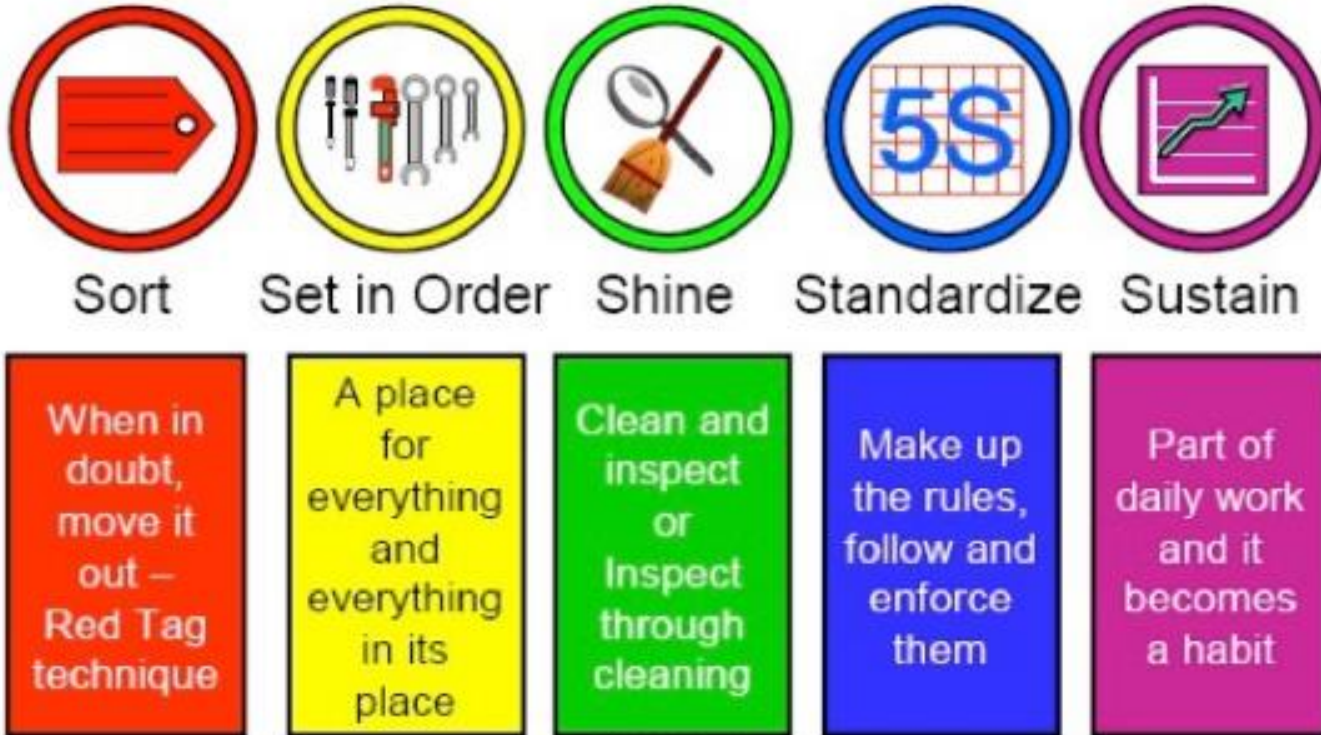 5S
Sort
Set in Order
Shine
Standardize
Sustain
When in
doubt,
move it
out –
Red Tag
technique
A place
for
everything
and
everything
in its
place
Clean and
inspect
or
Inspect
through
cleaning
Make up
the rules,
follow and
enforce
them
Part of
daily work
and it
becomes
a habit